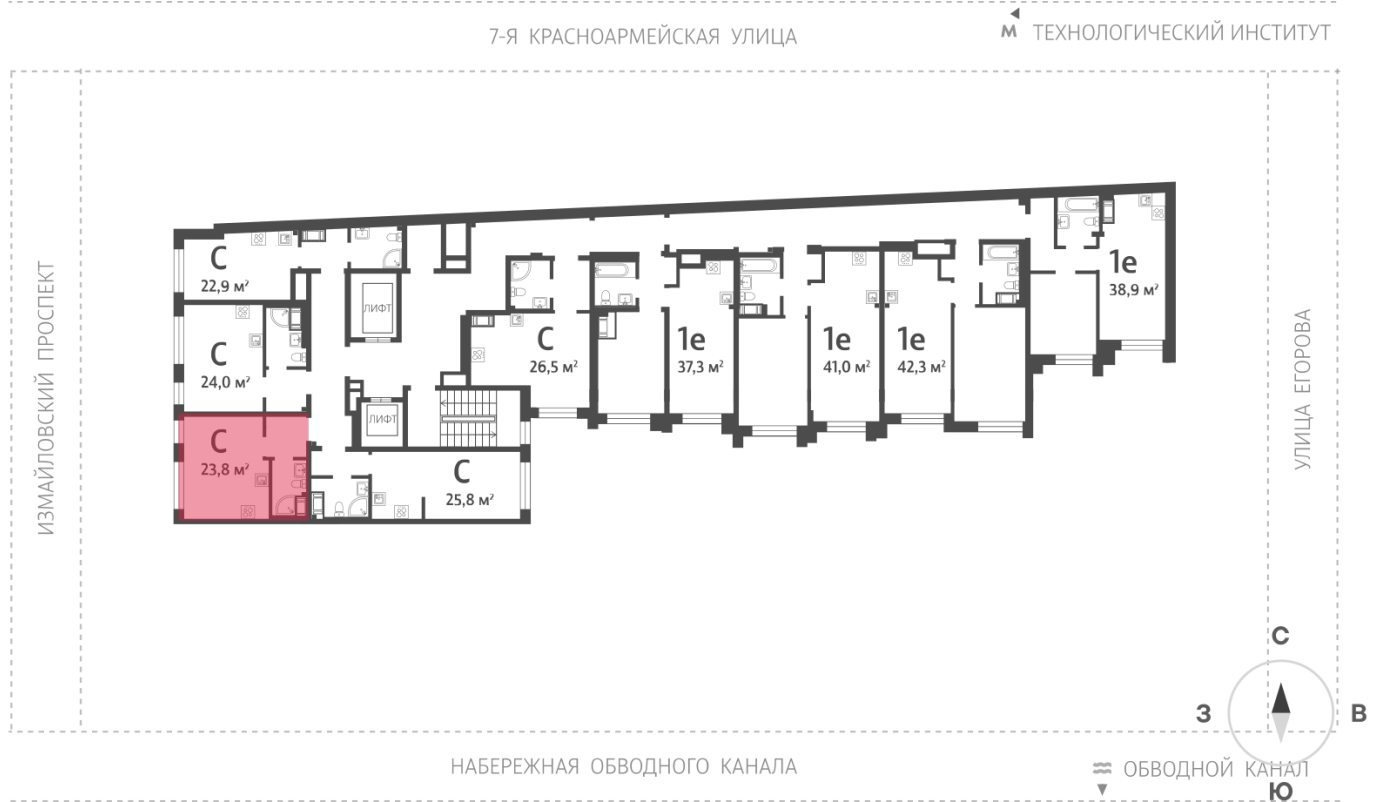 7-Я КРАСНОАРМЕЙСКАЯ УЛИЦА
М ТЕХНОЛОГИЧЕСКИЙ ИНСТИТУТ
ИЗМАЙЛОВСКИЙ ПРОСПЕКТ
УЛИЦА ЕГОРОВА
С
22,9 м²
ЛИФТ
С
24,0 м²
С
26,5 м²
1е
37,3 м²
1е
41,0 м²
1е
42,3 м²
1е
38,9 м²
ЛИФТ
С
23,8 м²
С
25,8 м²
С
З
В
Ю
НАБЕРЕЖНАЯ ОБВОДНОГО КАНАЛА
ОБВОДНОЙ КАНАЛ